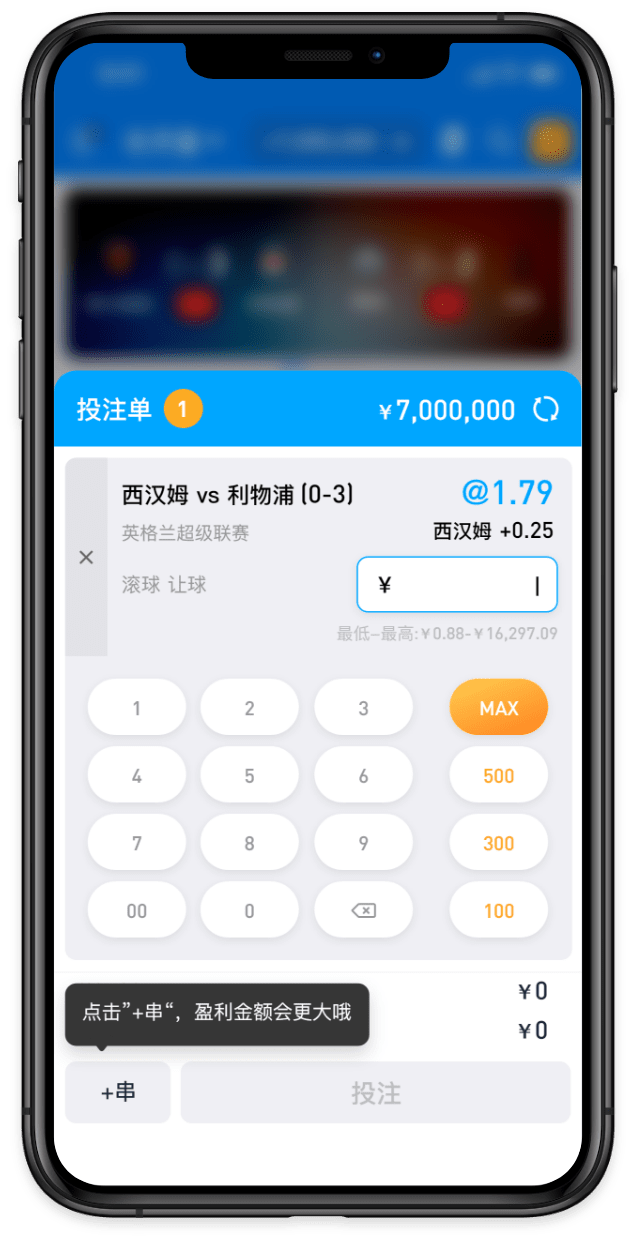 投注单 1 ¥7,000,000
西汉姆 vs 利物浦 (0-3) @1.79
英格兰超级联赛 西汉姆 +0.25
滚球 让球 ¥
最低–最高:¥0.88-¥16,297.09
1 2 3 MAX
4 5 6 500
7 8 9 300
00 0 100
¥0
点击”+串“，盈利金额会更大哦
¥0
+串 投注